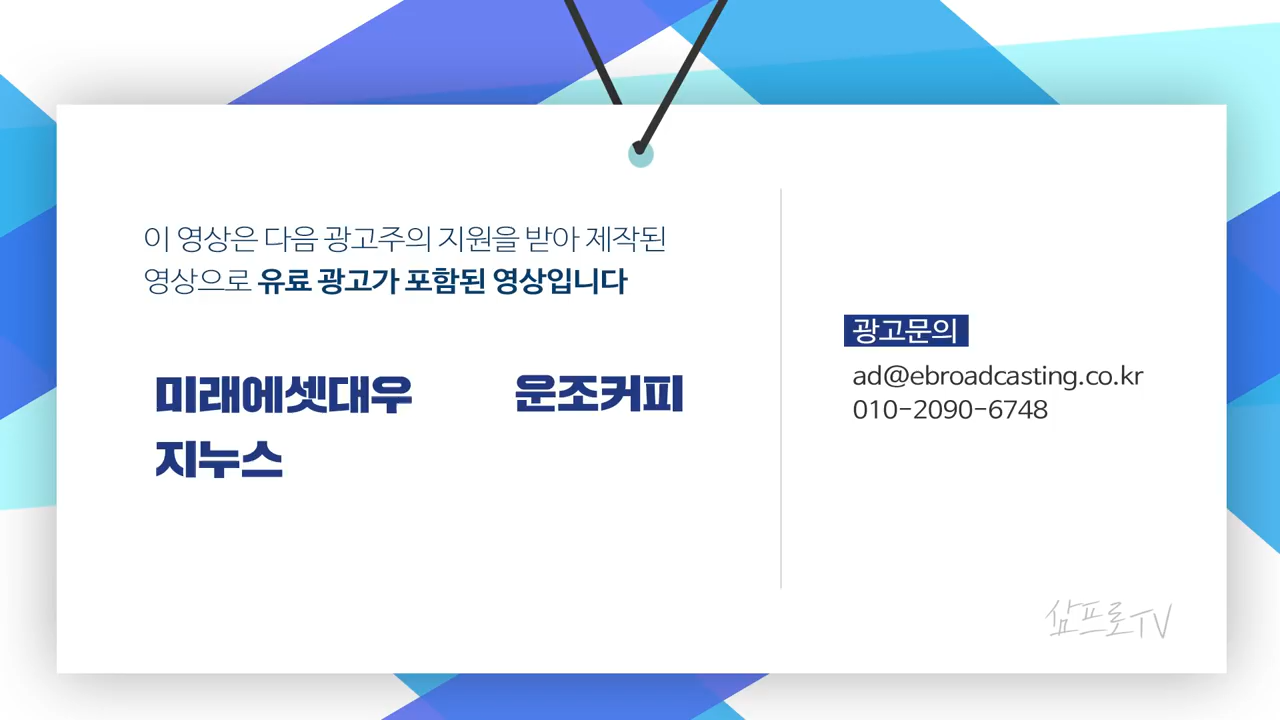 이 영상은 다음 광고주의 지원을 받아 제작된
영상으로 유료 광고가 포함된 영상입니다
미래에셋대우
운조커피
지누스
광고문의
ad@ebroadcasting.co.kr
010-2090-6748
삼프로TV